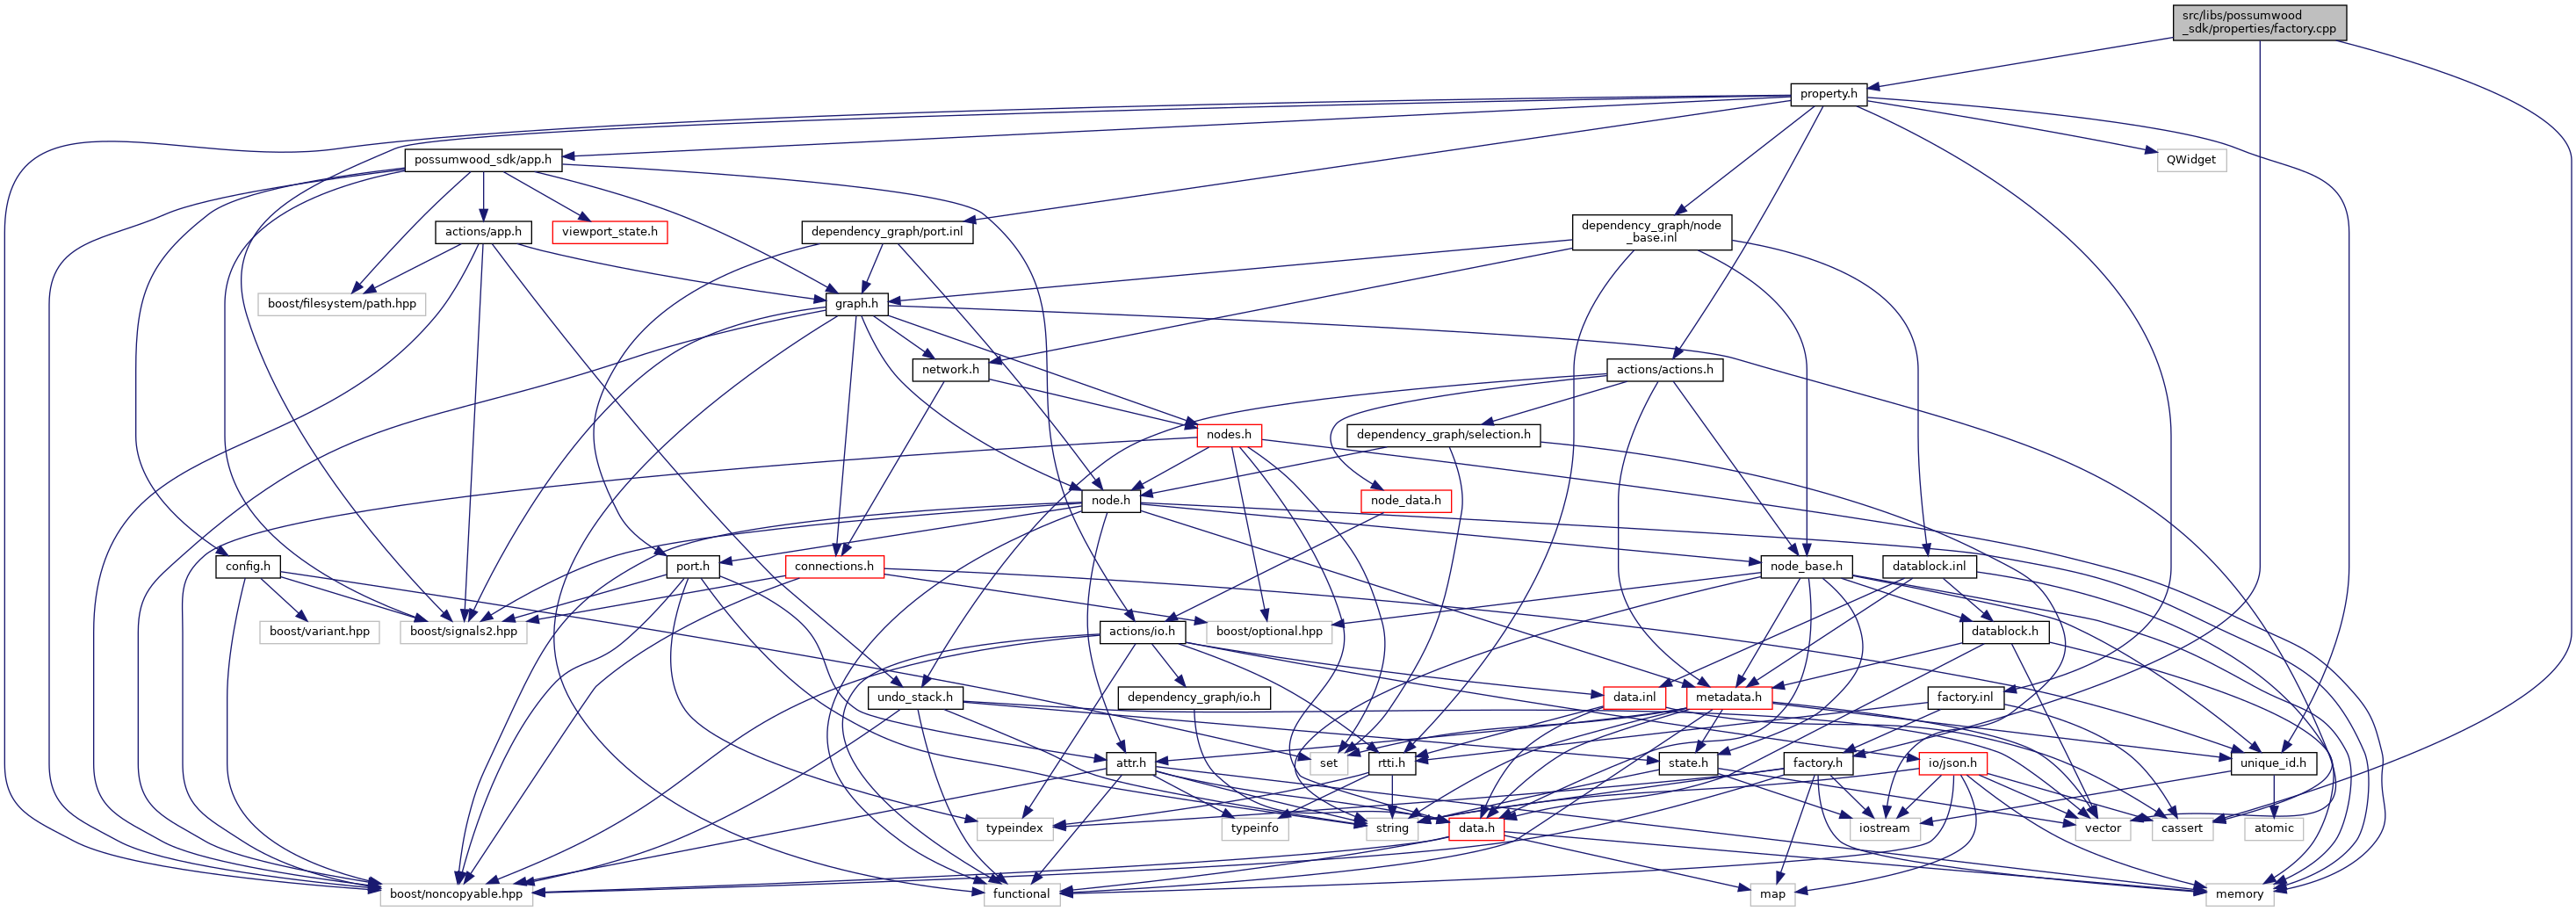 src/libs/possumwood
_sdk/properties/factory.cpp
property.h
possumwood_sdk/app.h
QWidget
actions/app.h
viewport_state.h
dependency_graph/port.inl
dependency_graph/node
_base.inl
boost/filesystem/path.hpp
graph.h
network.h
actions/actions.h
nodes.h
dependency_graph/selection.h
node.h
node_data.h
config.h
port.h
connections.h
node_base.h
datablock.inl
boost/variant.hpp
boost/signals2.hpp
boost/optional.hpp
actions/io.h
datablock.h
undo_stack.h
dependency_graph/io.h
data.inl
metadata.h
factory.inl
attr.h
set
rtti.h
state.h
factory.h
io/json.h
unique_id.h
typeindex
typeinfo
string
data.h
iostream
vector
cassert
atomic
boost/noncopyable.hpp
functional
map
memory